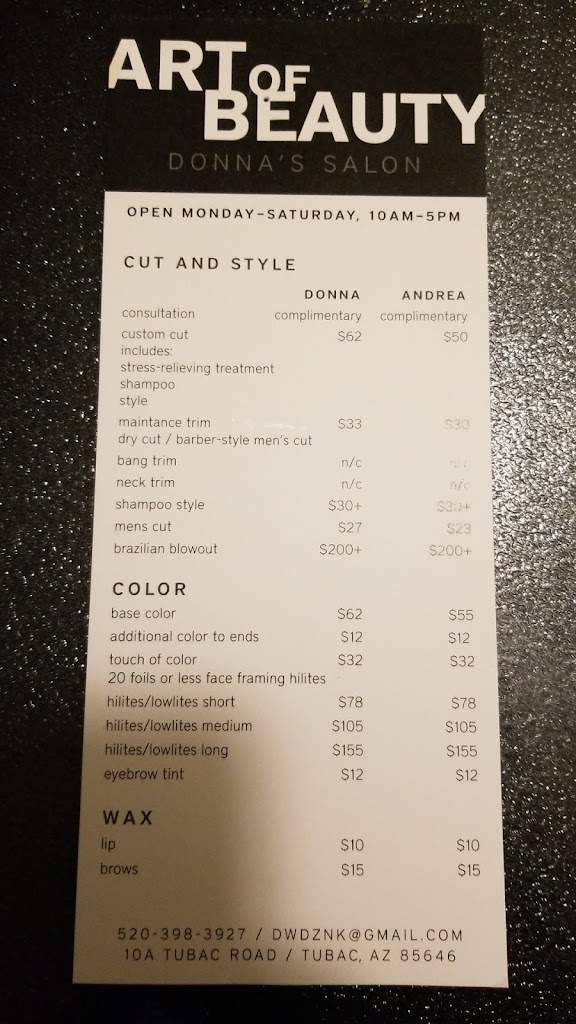 ART OF
BEAUTY
DONNA'S SALON
OPEN MONDAY–SATURDAY, 10AM–5PM
CUT AND STYLE
DONNA ANDREA
consultation complimentary complimentary
custom cut $62 $50
includes:
stress-relieving treatment
shampoo
style
maintance trim $33 $30
dry cut / barber-style men's cut
bang trim n/c n/c
neck trim n/c n/c
shampoo style $30+ $30+
mens cut $27 $23
brazilian blowout $200+ $200+
COLOR
base color $62 $55
additional color to ends $12 $12
touch of color $32 $32
20 foils or less face framing hilites
hilites/lowlites short $78 $78
hilites/lowlites medium $105 $105
hilites/lowlites long $155 $155
eyebrow tint $12 $12
WAX
lip $10 $10
brows $15 $15
520-398-3927 / DWDZNK@GMAIL.COM
10A TUBAC ROAD / TUBAC, AZ 85646